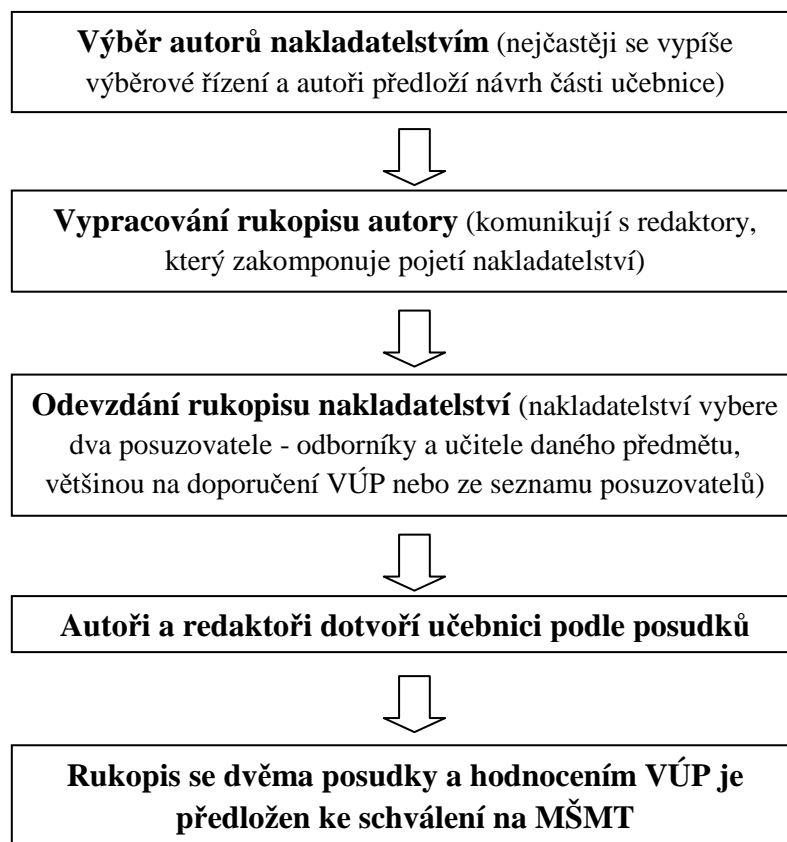 Výběr autorů nakladatelstvím (nejčastěji se vypíše
výběrové řízení a autoři předloží návrh části učebnice)
Vypracování rukopisu autory (komunikují s redaktory,
který zakomponuje pojetí nakladatelství)
Odevzdání rukopisu nakladatelství (nakladatelství vybere
dva posuzovatele - odborníky a učitele daného předmětu,
většinou na doporučení VÚP nebo ze seznamu posuzovatelů)
Autoři a redaktoři dotvoří učebnici podle posudků
Rukopis se dvěma posudky a hodnocením VÚP je
předložen ke schválení na MŠMT